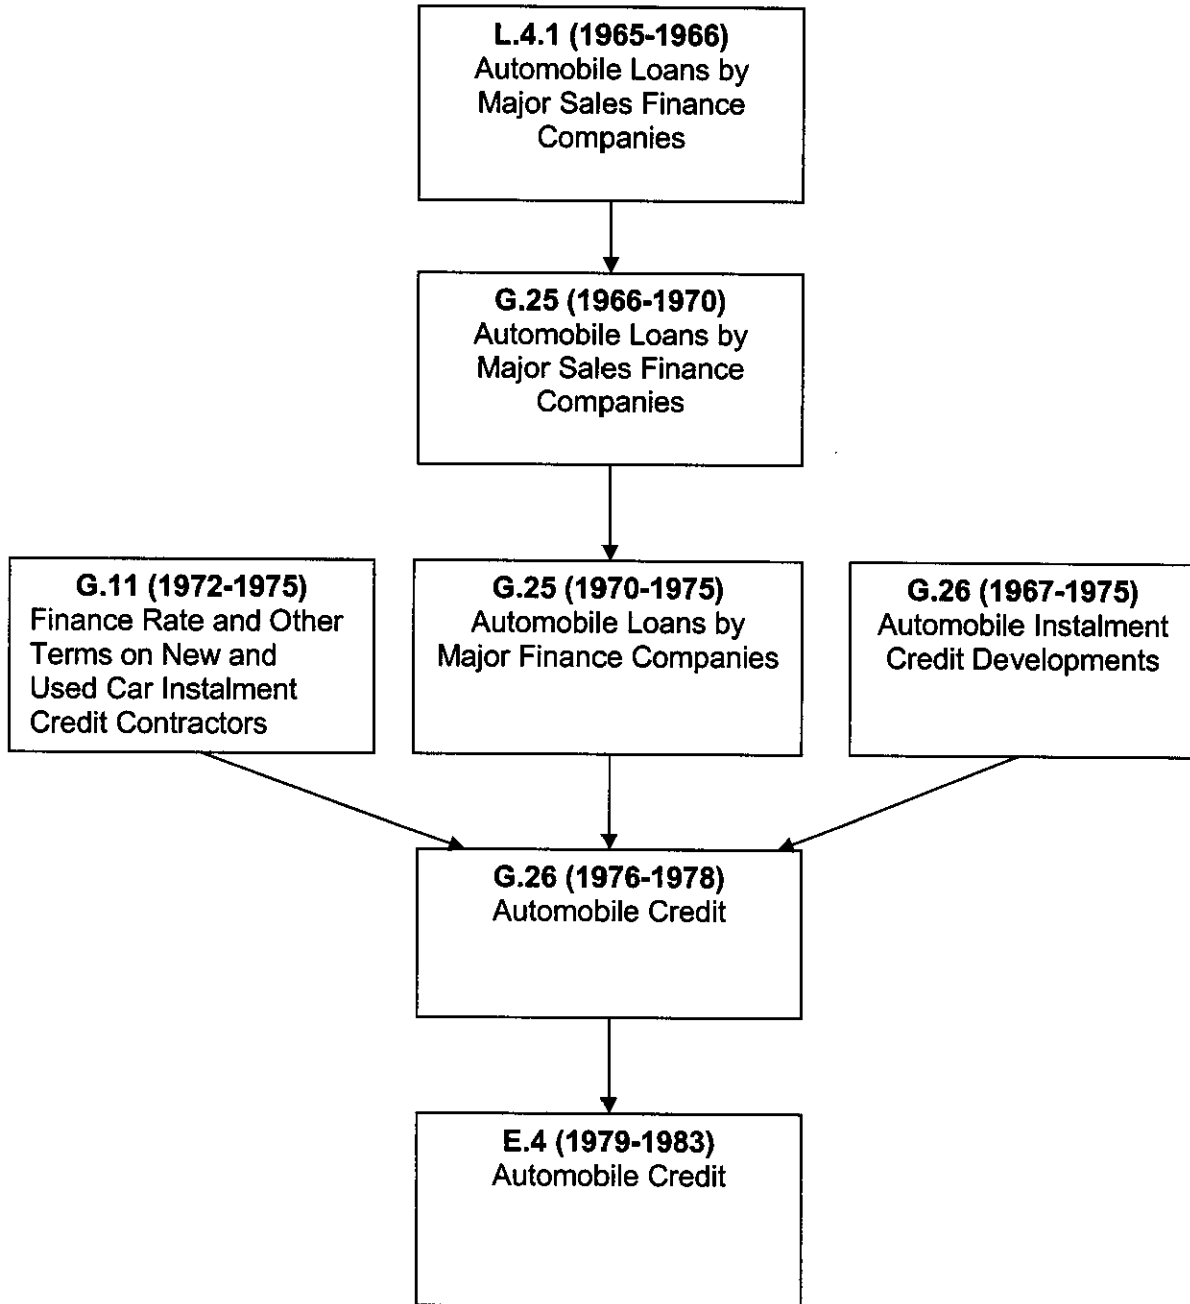 L.4.1 (1965-1966)
Automobile Loans by
Major Sales Finance
Companies
G.25 (1966-1970)
Automobile Loans by
Major Sales Finance
Companies
G.11 (1972-1975)
Finance Rate and Other
Terms on New and
Used Car Instalment
Credit Contractors
G.25 (1970-1975)
Automobile Loans by
Major Finance Companies
G.26 (1967-1975)
Automobile Instalment
Credit Developments
G.26 (1976-1978)
Automobile Credit
E.4 (1979-1983)
Automobile Credit